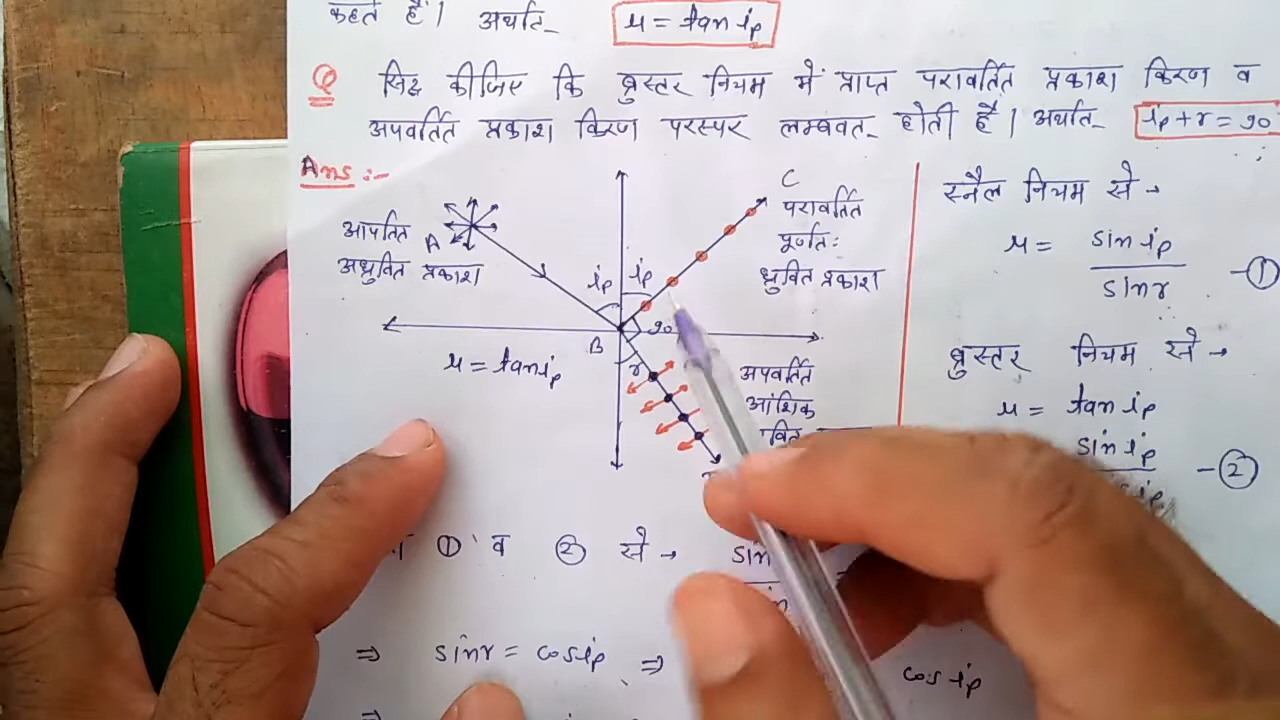 कहते हैं। अर्थात् μ = tan ip
Q सिद्ध कीजिए कि ब्रुस्टर नियम में प्राप्त परावर्तित प्रकाश किरण व
अपवर्तित प्रकाश किरण परस्पर लम्बवत् होती है। अर्थात् ip + r = 90
Ans :-
आपतित
A
अध्रुवित प्रकाश
ip
ip
C
परावर्तित
पूर्णतः
ध्रुवित प्रकाश
90
B
r
μ = tan ip
अपवर्तित
आंशिक
स्नैल नियम से →
μ = sin ip / sin r - ①
ब्रुस्टर नियम से →
μ = tan ip
sin ip - ②
① व ② से → sin
⇒ sin r = cos ip ⇒ cos ip
⇒